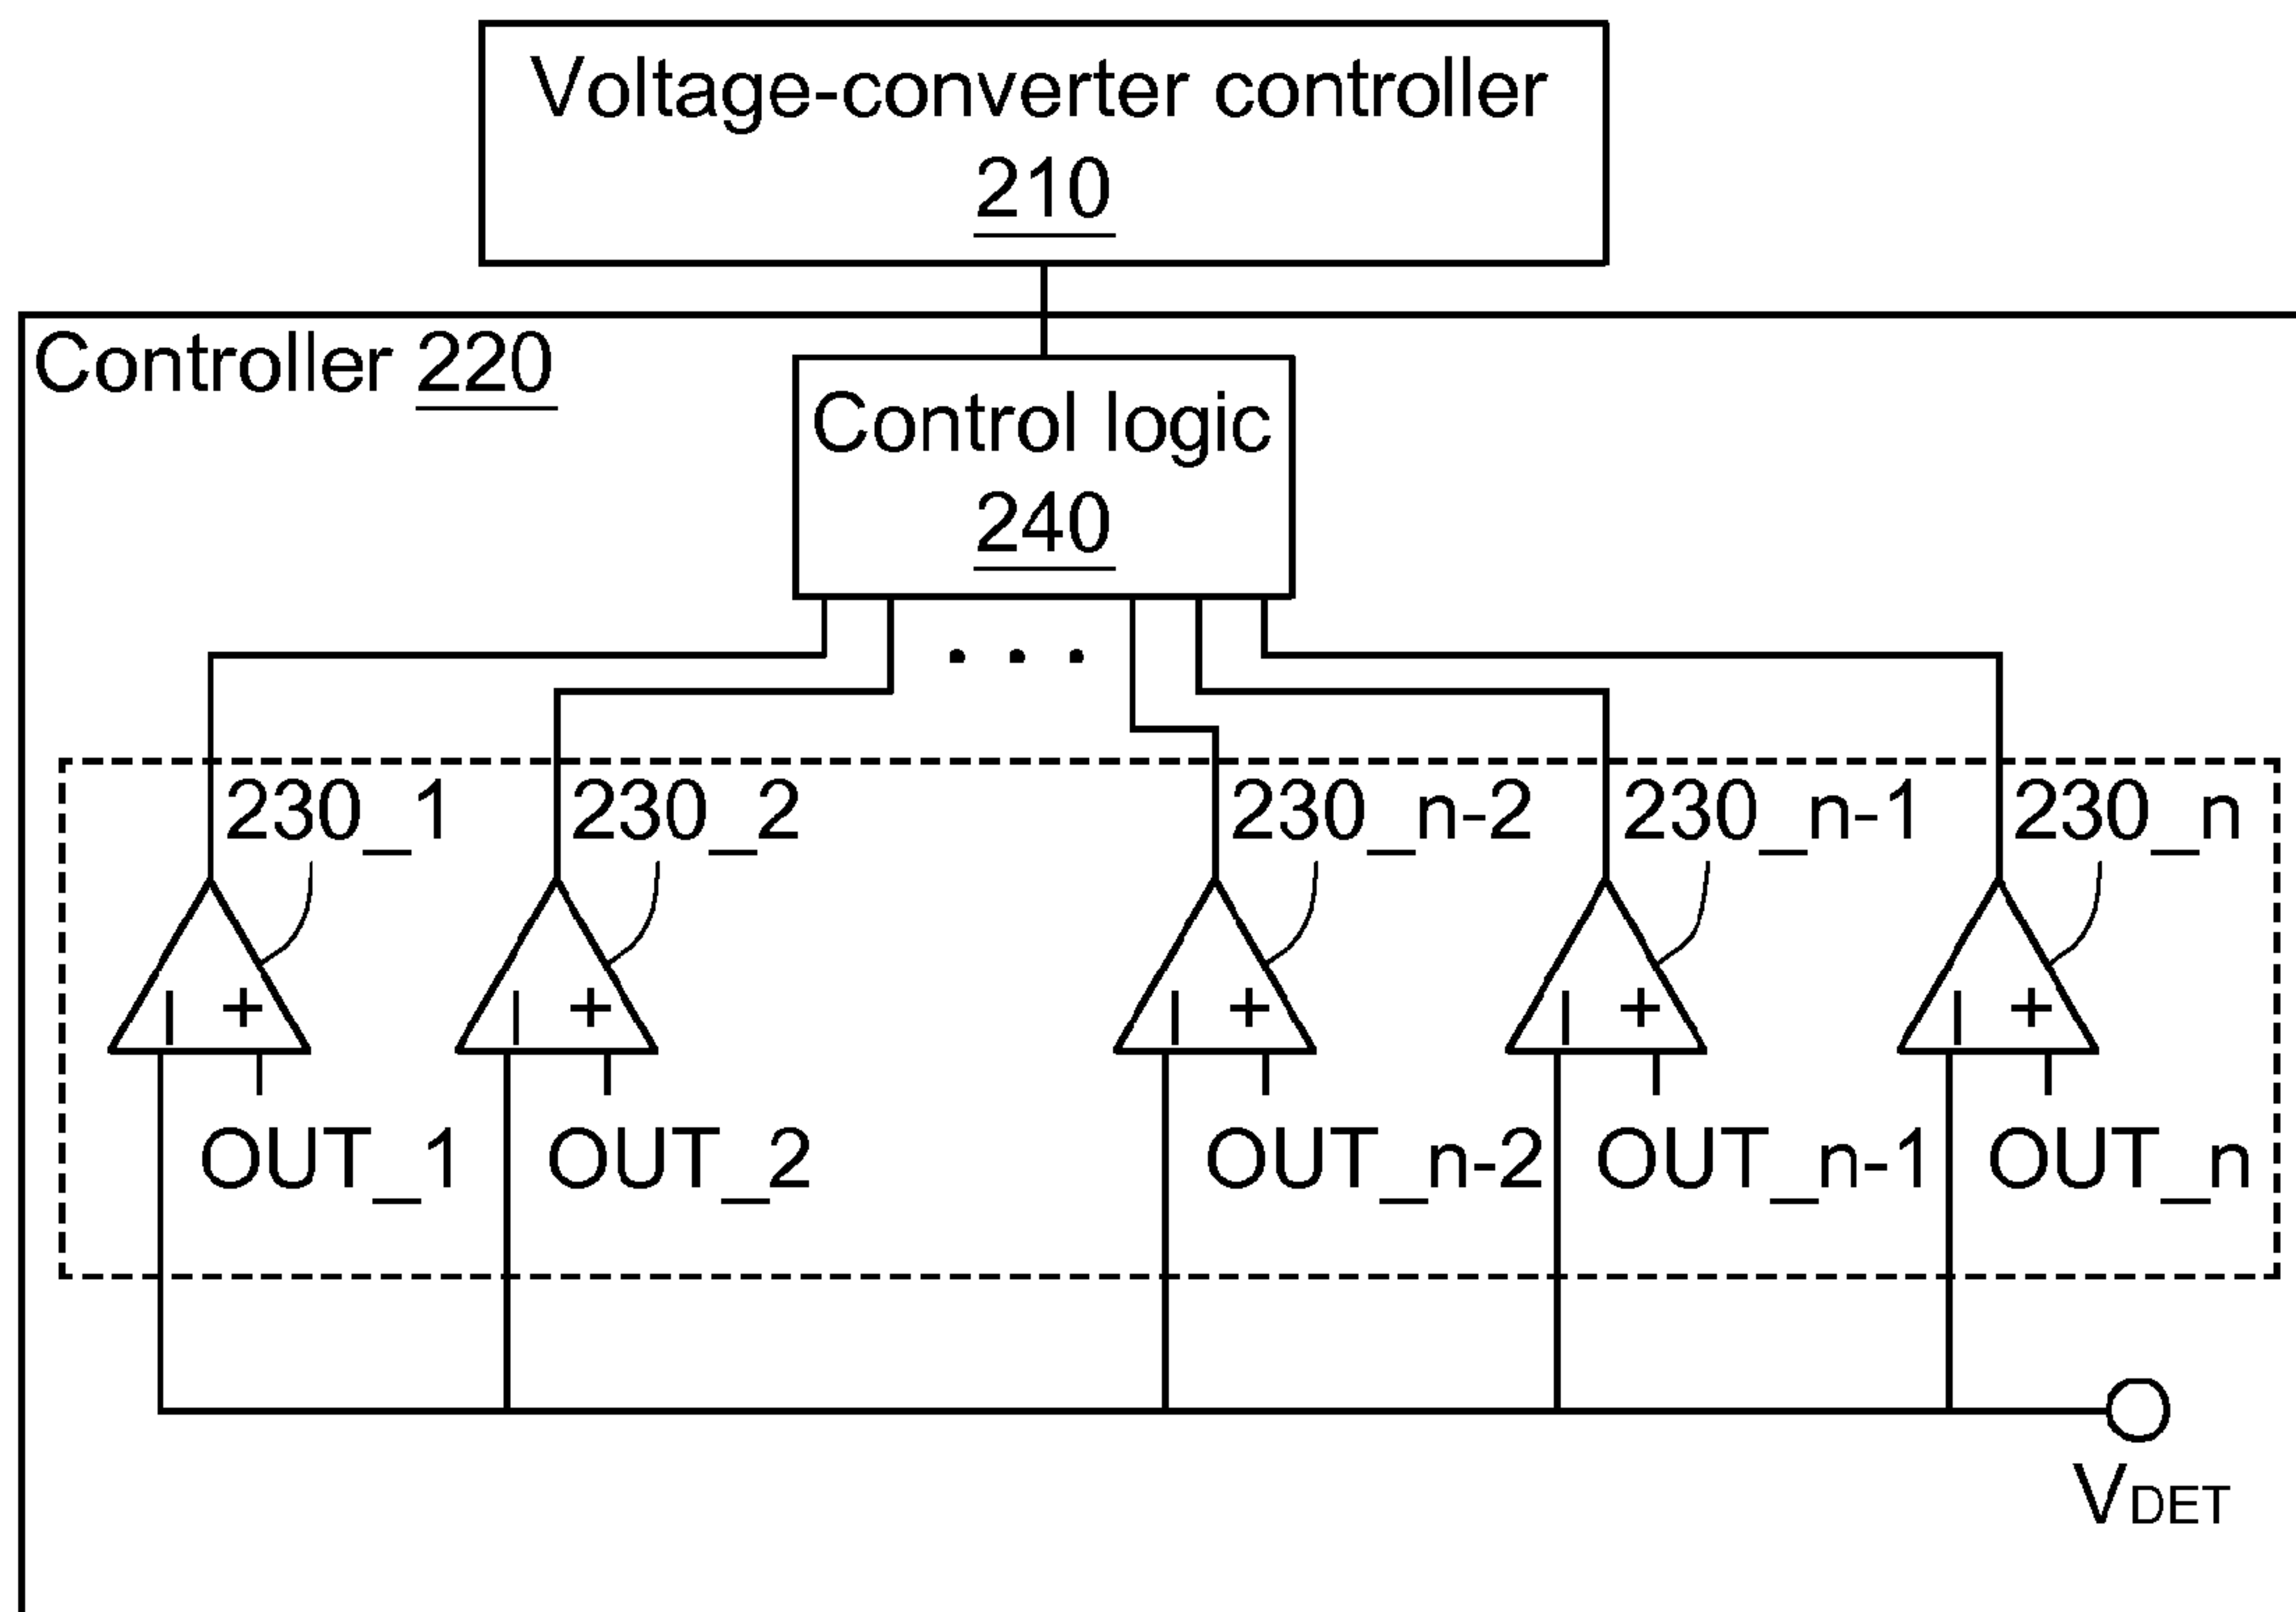 Voltage-converter controller
210
Controller 220
Control logic
240
. . .
230_1 230_2 230_n-2 230_n-1 230_n
− + − + − + − + − +
OUT_1 OUT_2 OUT_n-2 OUT_n-1 OUT_n
VDET